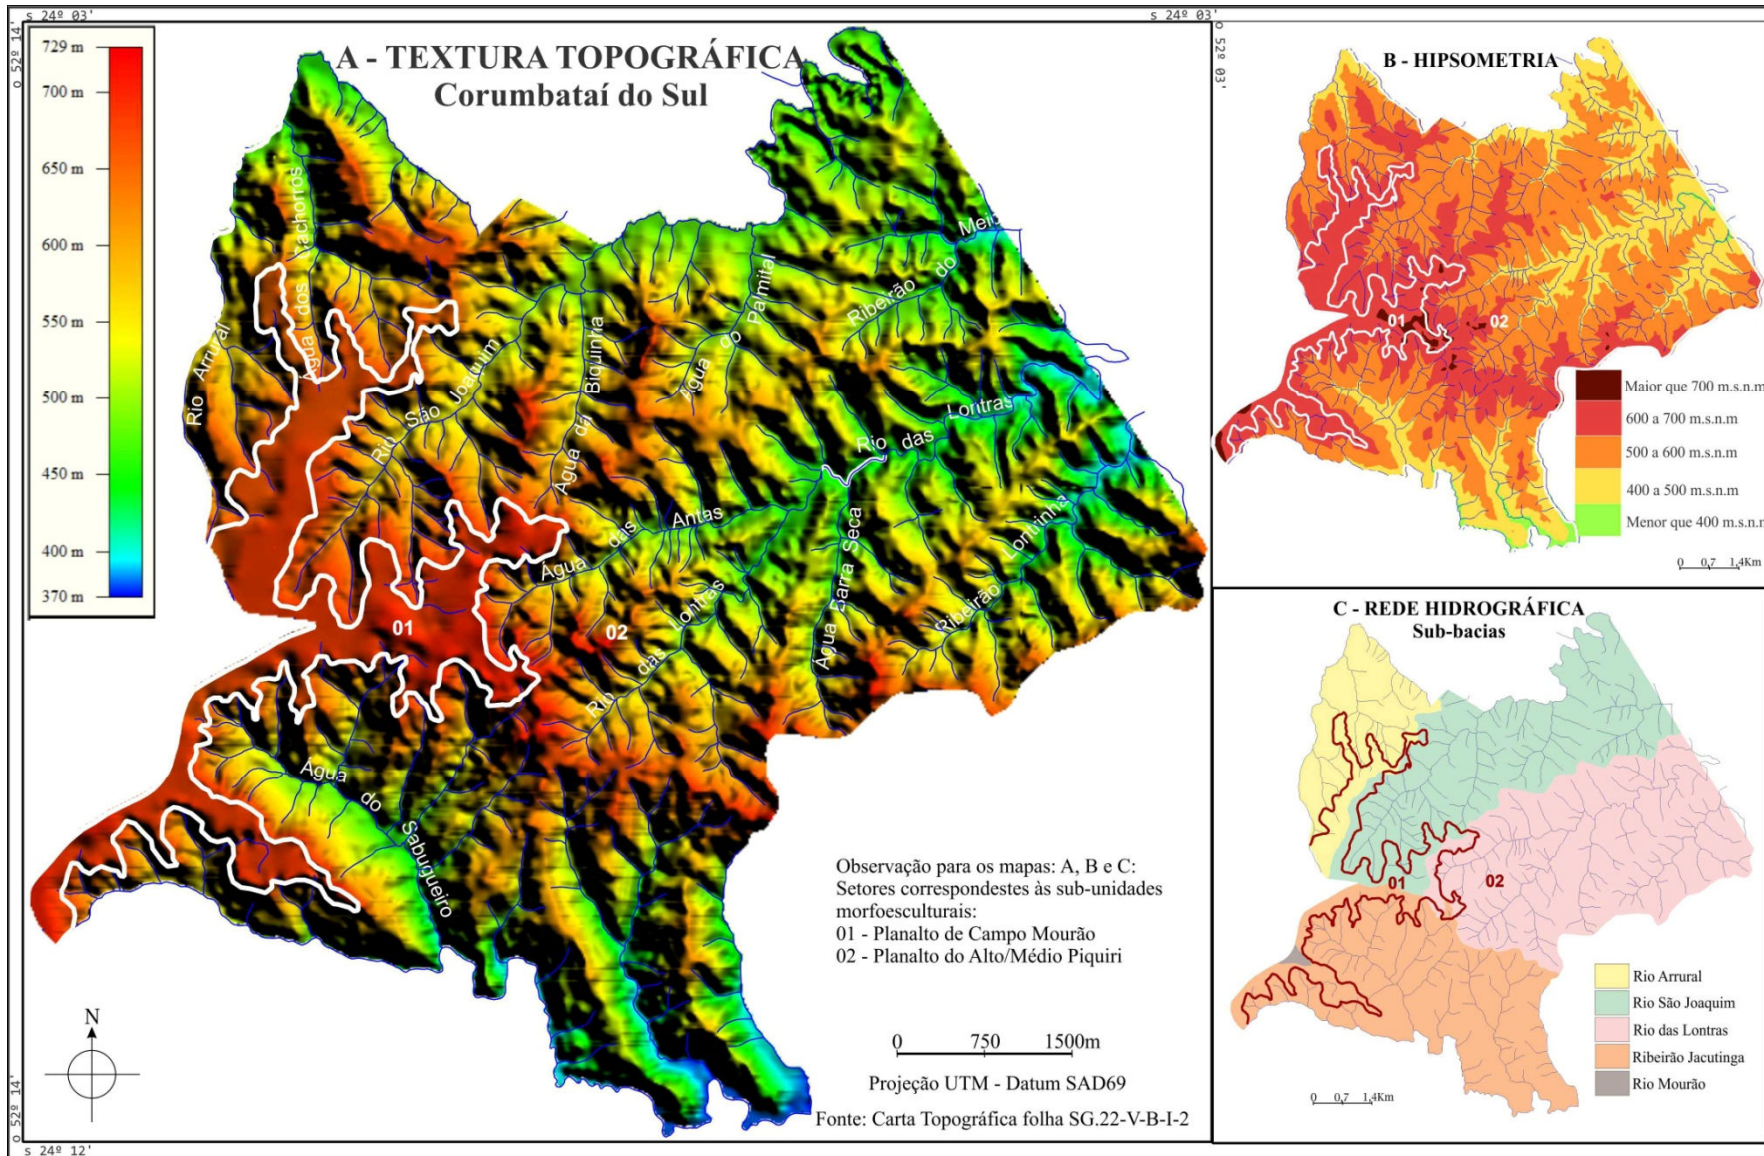 s 24º 03'
s 24º 03'
o 52º 14'
o 52º 03'
729 m
700 m
650 m
600 m
550 m
500 m
450 m
400 m
370 m
A - TEXTURA TOPOGRÁFICA
Corumbataí do Sul
Água dos Cachorros
Rio Arrural
Rio São Joaquim
Água da Biquinha
Água do Palmital
Ribeirão do Meio
Rio das Lontras
Água das Antas
Água Barra Seca
Ribeirão Lontrinha
Rio das Lontras
Água do Sabugueiro
01
02
Observação para os mapas: A, B e C:
Setores correspondestes às sub-unidades
morfoesculturais:
01 - Planalto de Campo Mourão
02 - Planalto do Alto/Médio Piquiri
N
0 750 1500m
Projeção UTM - Datum SAD69
Fonte: Carta Topográfica folha SG.22-V-B-I-2
o 52º 14'
s 24º 12'
B - HIPSOMETRIA
01
02
Maior que 700 m.s.n.m
600 a 700 m.s.n.m
500 a 600 m.s.n.m
400 a 500 m.s.n.m
Menor que 400 m.s.n.m
0 0,7 1,4Km
C - REDE HIDROGRÁFICA
Sub-bacias
01
02
Rio Arrural
Rio São Joaquim
Rio das Lontras
Ribeirão Jacutinga
Rio Mourão
0 0,7 1,4Km